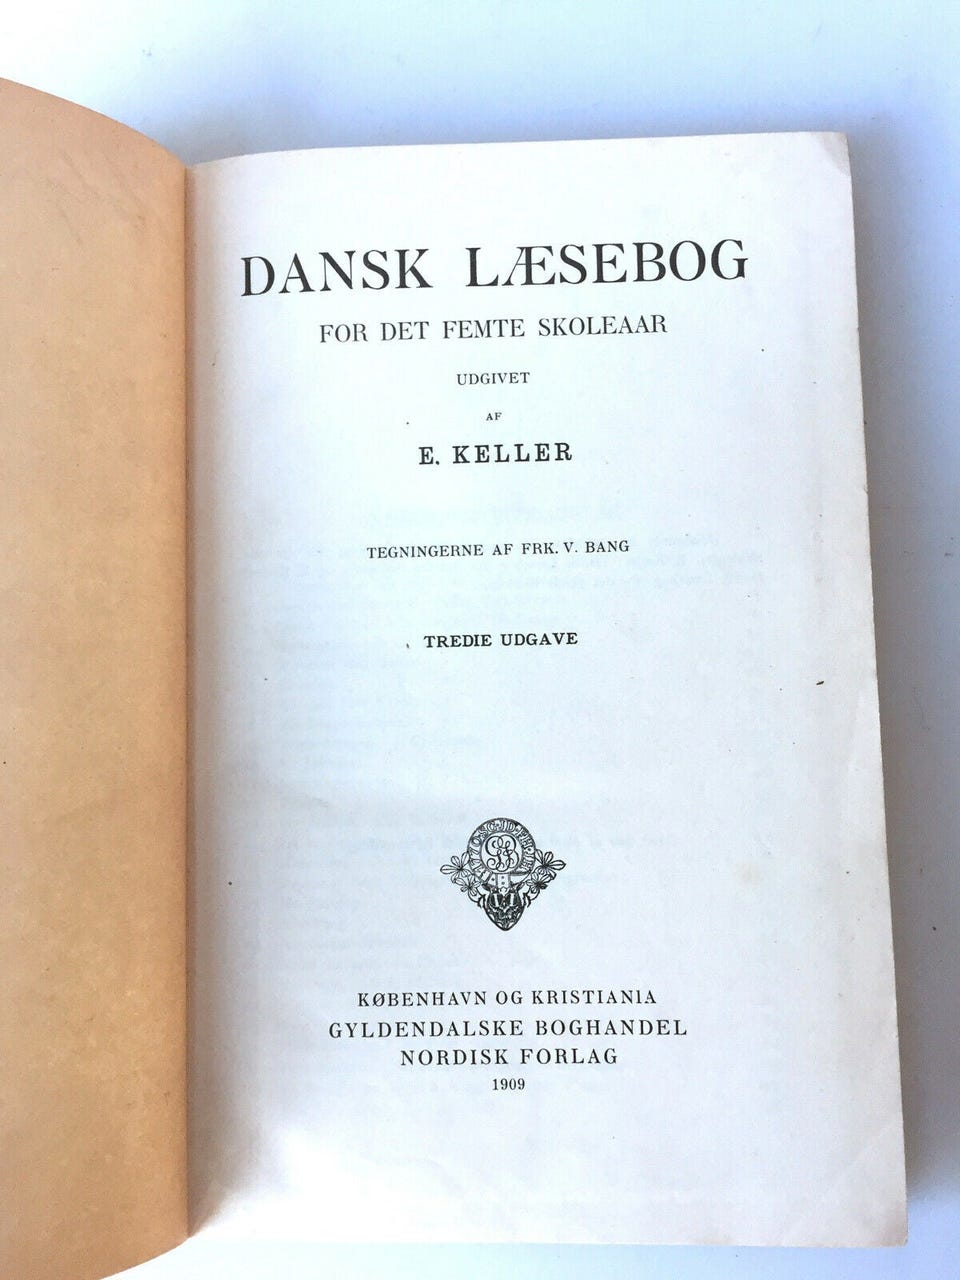 DANSK LÆSEBOG
FOR DET FEMTE SKOLEAAR
UDGIVET
AF
E. KELLER
TEGNINGERNE AF FRK. V. BANG
TREDIE UDGAVE
KØBENHAVN OG KRISTIANIA
GYLDENDALSKE BOGHANDEL
NORDISK FORLAG
1909